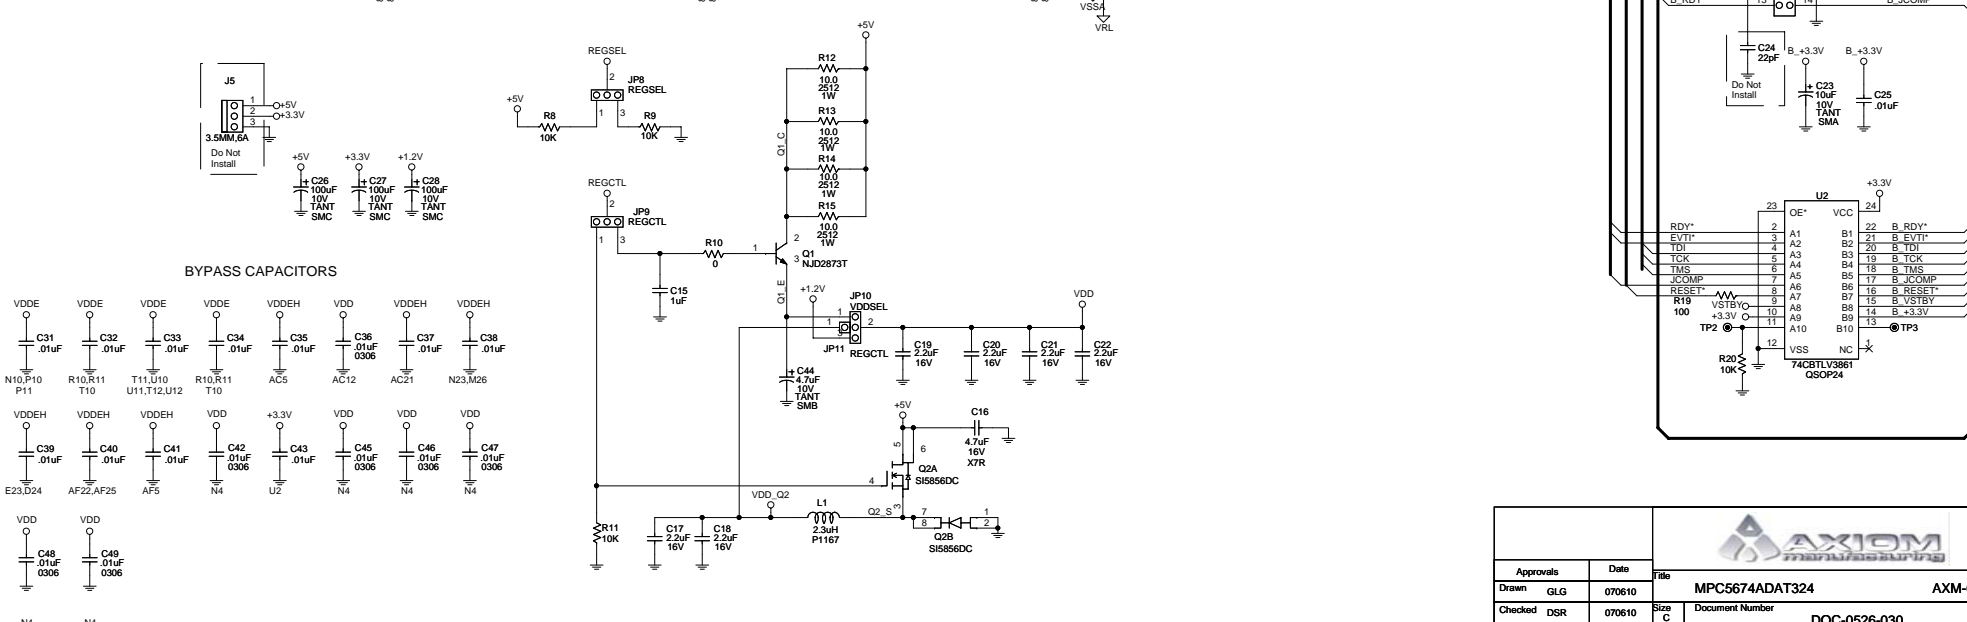 VSSA
VRL
J5
1
2
3
+5V
+3.3V
3.5MM,6A
Do Not
Install
+5V
C26
100uF
10V
TANT
SMC
+3.3V
C27
100uF
10V
TANT
SMC
+1.2V
C28
100uF
10V
TANT
SMC
REGSEL
2
JP8
REGSEL
1
3
+5V
R8
10K
R9
10K
REGCTL
2
JP9
REGCTL
1
3
R10
0
C15
1uF
+5V
R12
10.0
2512
1W
R13
10.0
2512
1W
R14
10.0
2512
1W
R15
10.0
2512
1W
Q1_C
1
2
3
Q1
NJD2873T
Q1_E
+1.2V
JP10
VDDSEL
1
1
2
3
JP11
REGCTL
VDD
C19
2.2uF
16V
C20
2.2uF
16V
C21
2.2uF
16V
C22
2.2uF
16V
C44
4.7uF
10V
TANT
SMB
+5V
C16
4.7uF
16V
X7R
5
6
Q2A
SI5856DC
4
3
VDD_Q2
L1
2.3uH
P1167
Q2_S
7
8
1
2
Q2B
SI5856DC
R11
10K
C17
2.2uF
16V
C18
2.2uF
16V
BYPASS CAPACITORS
VDDE
C31
.01uF
N10,P10
P11
VDDE
C32
.01uF
R10,R11
T10
VDDE
C33
.01uF
T11,U10
U11,T12,U12
VDDE
C34
.01uF
R10,R11
T10
VDDEH
C35
.01uF
AC5
VDD
C36
.01uF
0306
AC12
VDDEH
C37
.01uF
AC21
VDDEH
C38
.01uF
N23,M26
VDDEH
C39
.01uF
E23,D24
VDDEH
C40
.01uF
AF22,AF25
VDDEH
C41
.01uF
AF5
VDD
C42
.01uF
0306
N4
+3.3V
C43
.01uF
U2
VDD
C45
.01uF
0306
N4
VDD
C46
.01uF
0306
N4
VDD
C47
.01uF
0306
N4
VDD
C48
.01uF
0306
N4
VDD
C49
.01uF
0306
N4
B_RDY
13
14
B_JCOMP
C24
22pF
Do Not
Install
B_+3.3V
C23
10uF
10V
TANT
SMA
B_+3.3V
C25
.01uF
+3.3V
U2
23 OE* VCC 24
RDY* 2 A1 B1 22 B_RDY*
EVTI* 3 A2 B2 21 B_EVTI*
TDI 4 A3 B3 20 B_TDI
TCK 5 A4 B4 19 B_TCK
TMS 6 A5 B5 18 B_TMS
JCOMP 7 A6 B6 17 B_JCOMP
RESET* 8 A7 B7 16 B_RESET*
R19
100
VSTBY 9 A8 B8 15 B_VSTBY
+3.3V 10 A9 B9 14 B_+3.3V
TP2 11 A10 B10 13 TP3
12 VSS NC 1
R20
10K
74CBTLV3861
QSOP24
AXIOM
manufacturing
Approvals
Date
Drawn GLG 070610
Checked DSR 070610
Title
MPC5674ADAT324
Size
C
Document Number
DOC-0526-030